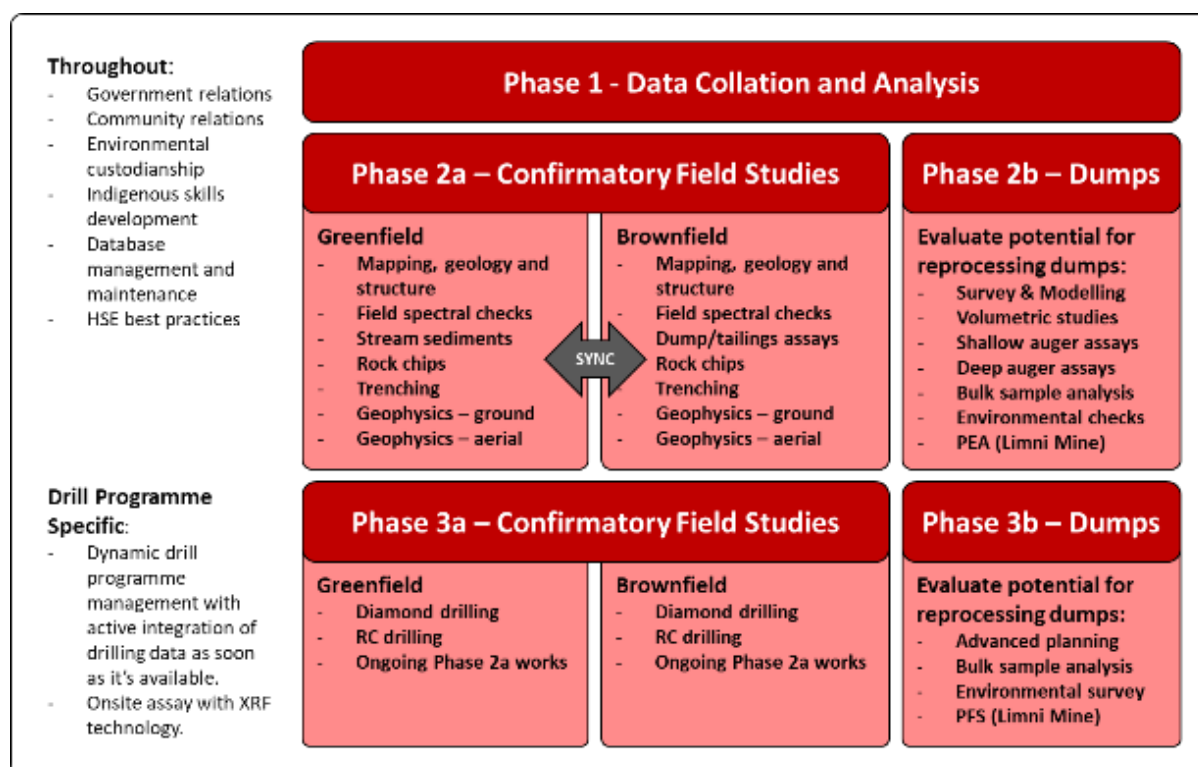 Throughout:
- Government relations
- Community relations
- Environmental
custodianship
- Indigenous skills
development
- Database
management and
maintenance
- HSE best practices
Phase 1 - Data Collation and Analysis
Phase 2a – Confirmatory Field Studies
Greenfield
- Mapping, geology and
structure
- Field spectral checks
- Stream sediments
- Rock chips
- Trenching
- Geophysics – ground
- Geophysics – aerial
SYNC
Brownfield
- Mapping, geology and
structure
- Field spectral checks
- Dump/tailings assays
- Rock chips
- Trenching
- Geophysics – ground
- Geophysics – aerial
Phase 2b – Dumps
Evaluate potential for
reprocessing dumps:
- Survey & Modelling
- Volumetric studies
- Shallow auger assays
- Deep auger assays
- Bulk sample analysis
- Environmental checks
- PEA (Limni Mine)
Drill Programme
Specific:
- Dynamic drill
programme
management with
active integration of
drilling data as soon
as it's available.
- Onsite assay with XRF
technology.
Phase 3a – Confirmatory Field Studies
Greenfield
- Diamond drilling
- RC drilling
- Ongoing Phase 2a works
Brownfield
- Diamond drilling
- RC drilling
- Ongoing Phase 2a works
Phase 3b – Dumps
Evaluate potential for
reprocessing dumps:
- Advanced planning
- Bulk sample analysis
- Environmental survey
- PFS (Limni Mine)